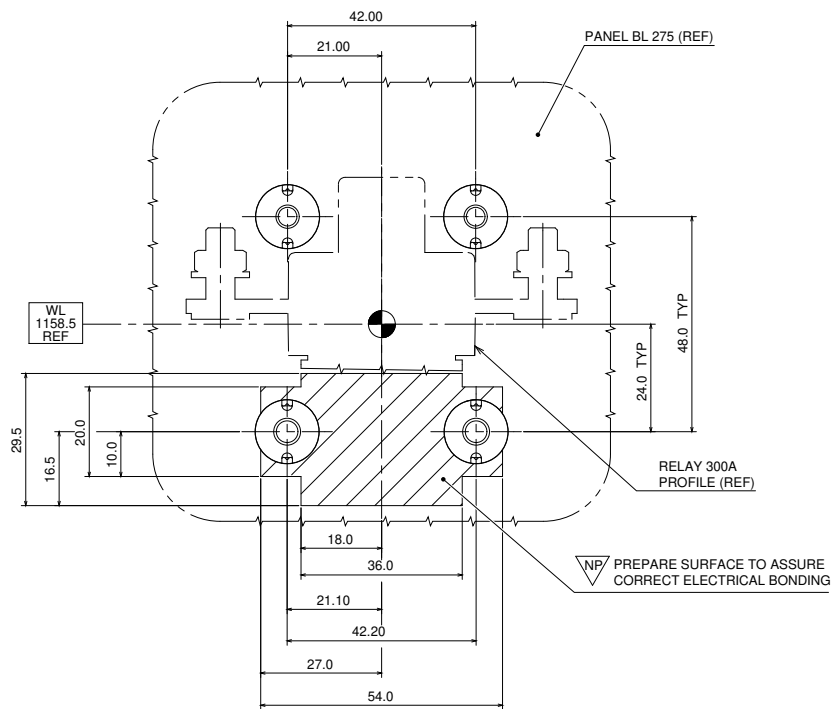 42.00
21.00
PANEL BL 275 (REF)
WL
1158.5
REF
48.0 TYP
24.0 TYP
29.5
20.0
16.5
10.0
RELAY 300A
PROFILE (REF)
18.0
NP
PREPARE SURFACE TO ASSURE
CORRECT ELECTRICAL BONDING
36.0
21.10
42.20
27.0
54.0